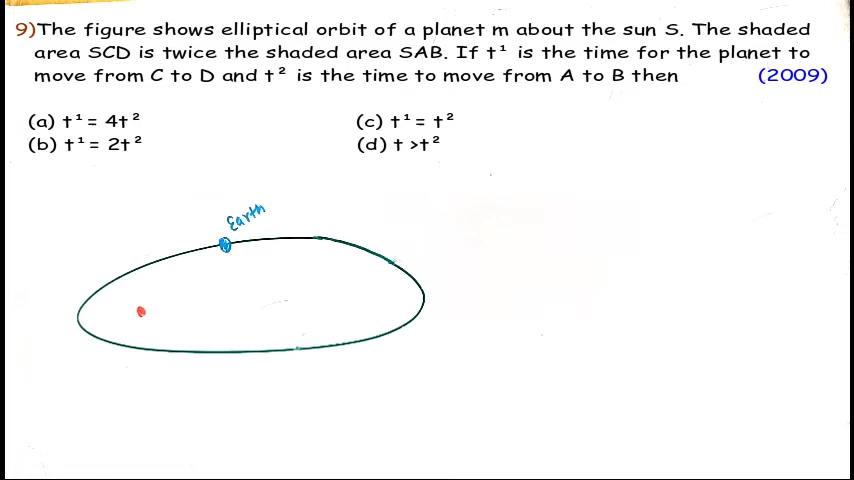 9)The figure shows elliptical orbit of a planet m about the sun S. The shaded
area SCD is twice the shaded area SAB. If t¹ is the time for the planet to
move from C to D and t² is the time to move from A to B then (2009)
(a) t¹= 4t² (c) t¹= t²
(b) t¹= 2t² (d) t >t²
Earth